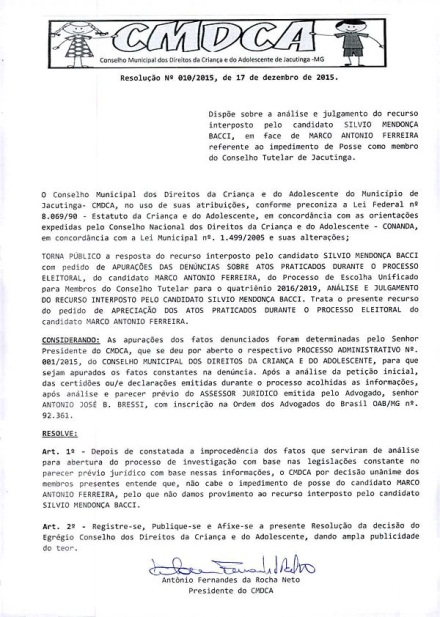 CMDCA
Conselho Municipal dos Direitos da Criança e do Adolescente de Jacutinga -MG
Resolução Nº 010/2015, de 17 de dezembro de 2015.
Dispõe sobre a análise e julgamento do recurso
interposto pelo candidato SILVIO MENDONÇA
BACCI, em face de MARCO ANTONIO FERREIRA
referente ao impedimento de Posse como membro
do Conselho Tutelar de Jacutinga.
O Conselho Municipal dos Direitos da Criança e do Adolescente do Município de
Jacutinga- CMDCA, no uso de suas atribuições, conforme preconiza a Lei Federal nº
8.069/90 - Estatuto da Criança e do Adolescente, em concordância com as orientações
expedidas pelo Conselho Nacional dos Direitos da Criança e do Adolescente - CONANDA,
em concordância com a Lei Municipal nº. 1.499/2005 e suas alterações;
TORNA PÚBLICO a resposta do recurso interposto pelo candidato SILVIO MENDONÇA BACCI
com pedido de APURAÇÕES DAS DENÚNCIAS SOBRE ATOS PRATICADOS DURANTE O PROCESSO
ELEITORAL, do candidato MARCO ANTONIO FERREIRA, do Processo de Escolha Unificado
para Membros do Conselho Tutelar para o quatriênio 2016/2019, ANÁLISE E JULGAMENTO
DO RECURSO INTERPOSTO PELO CANDIDATO SILVIO MENDONÇA BACCI. Trata o presente recurso
do pedido de APRECIAÇÃO DOS ATOS PRATICADOS DURANTE O PROCESSO ELEITORAL do
candidato MARCO ANTONIO FERREIRA.
CONSIDERANDO: As apurações dos fatos denunciados foram determinadas pelo Senhor
Presidente do CMDCA, que se deu por aberto o respectivo PROCESSO ADMINISTRATIVO Nº.
001/2015, do CONSELHO MUNICIPAL DOS DIREITOS DA CRIANÇA E DO ADOLESCENTE, para que
sejam apurados os fatos constantes na denúncia. Após a análise da petição inicial,
das certidões ou/e declarações emitidas durante o processo acolhidas as informações,
após análise e parecer prévio do ASSESSOR JURIDICO emitida pelo Advogado, senhor
ANTONIO JOSÉ B. BRESSI, com inscrição na Ordem dos Advogados do Brasil OAB/MG nº.
92.361.
RESOLVE:
Art. 1º - Depois de constatada a improcedência dos fatos que serviram de análise
para abertura do processo de investigação com base nas legislações constante no
parecer prévio jurídico com base nessas informações, o CMDCA por decisão unânime dos
membros presentes entende que, não cabe o impedimento de posse do candidato MARCO
ANTONIO FERREIRA, pelo que não damos provimento ao recurso interposto pelo candidato
SILVIO MENDONÇA BACCI.
Art. 2º - Registre-se, Publique-se e Afixe-se a presente Resolução da decisão do
Egrégio Conselho dos Direitos da Criança e do Adolescente, dando ampla publicidade
do teor.
Antônio Fernandes da Rocha Neto
Presidente do CMDCA